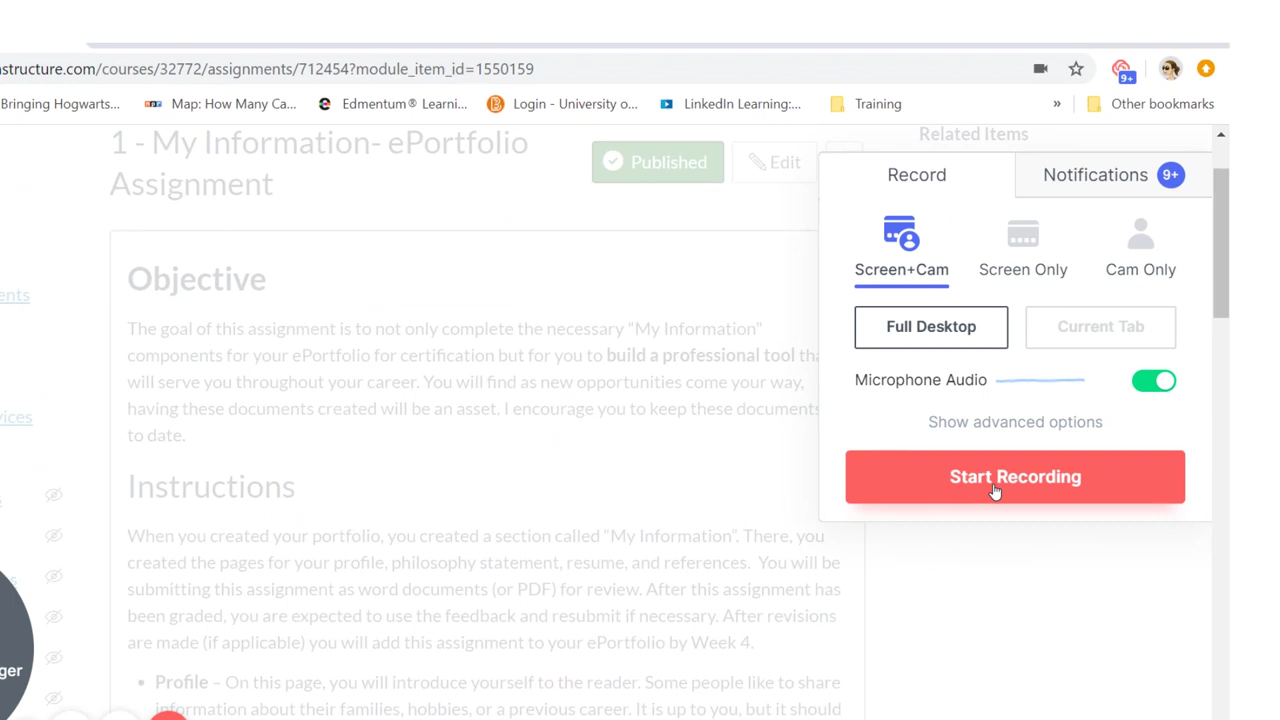 astructure.com/courses/32772/assignments/712454?module_item_id=1550159
9+
Bringing Hogwarts... Map: How Many Ca... Edmentum® Learni... Login - University o... LinkedIn Learning:... Training » Other bookmarks
1 - My Information- ePortfolio
Assignment
Published
Edit
Related Items
Record
Notifications 9+
Screen+Cam Screen Only Cam Only
Full Desktop Current Tab
Microphone Audio
Show advanced options
Start Recording
Objective
The goal of this assignment is to not only complete the necessary "My Information"
components for your ePortfolio for certification but for you to build a professional tool tha
will serve you throughout your career. You will find as new opportunities come your way,
having these documents created will be an asset. I encourage you to keep these documents
to date.
Instructions
When you created your portfolio, you created a section called "My Information". There, you
created the pages for your profile, philosophy statement, resume, and references. You will be
submitting this assignment as word documents (or PDF) for review. After this assignment has
been graded, you are expected to use the feedback and resubmit if necessary. After revisions
are made (if applicable) you will add this assignment to your ePortfolio by Week 4.
• Profile – On this page, you will introduce yourself to the reader. Some people like to share
information about their families, hobbies, or a previous career. It is up to you, but it should
ents
vices
s
ger